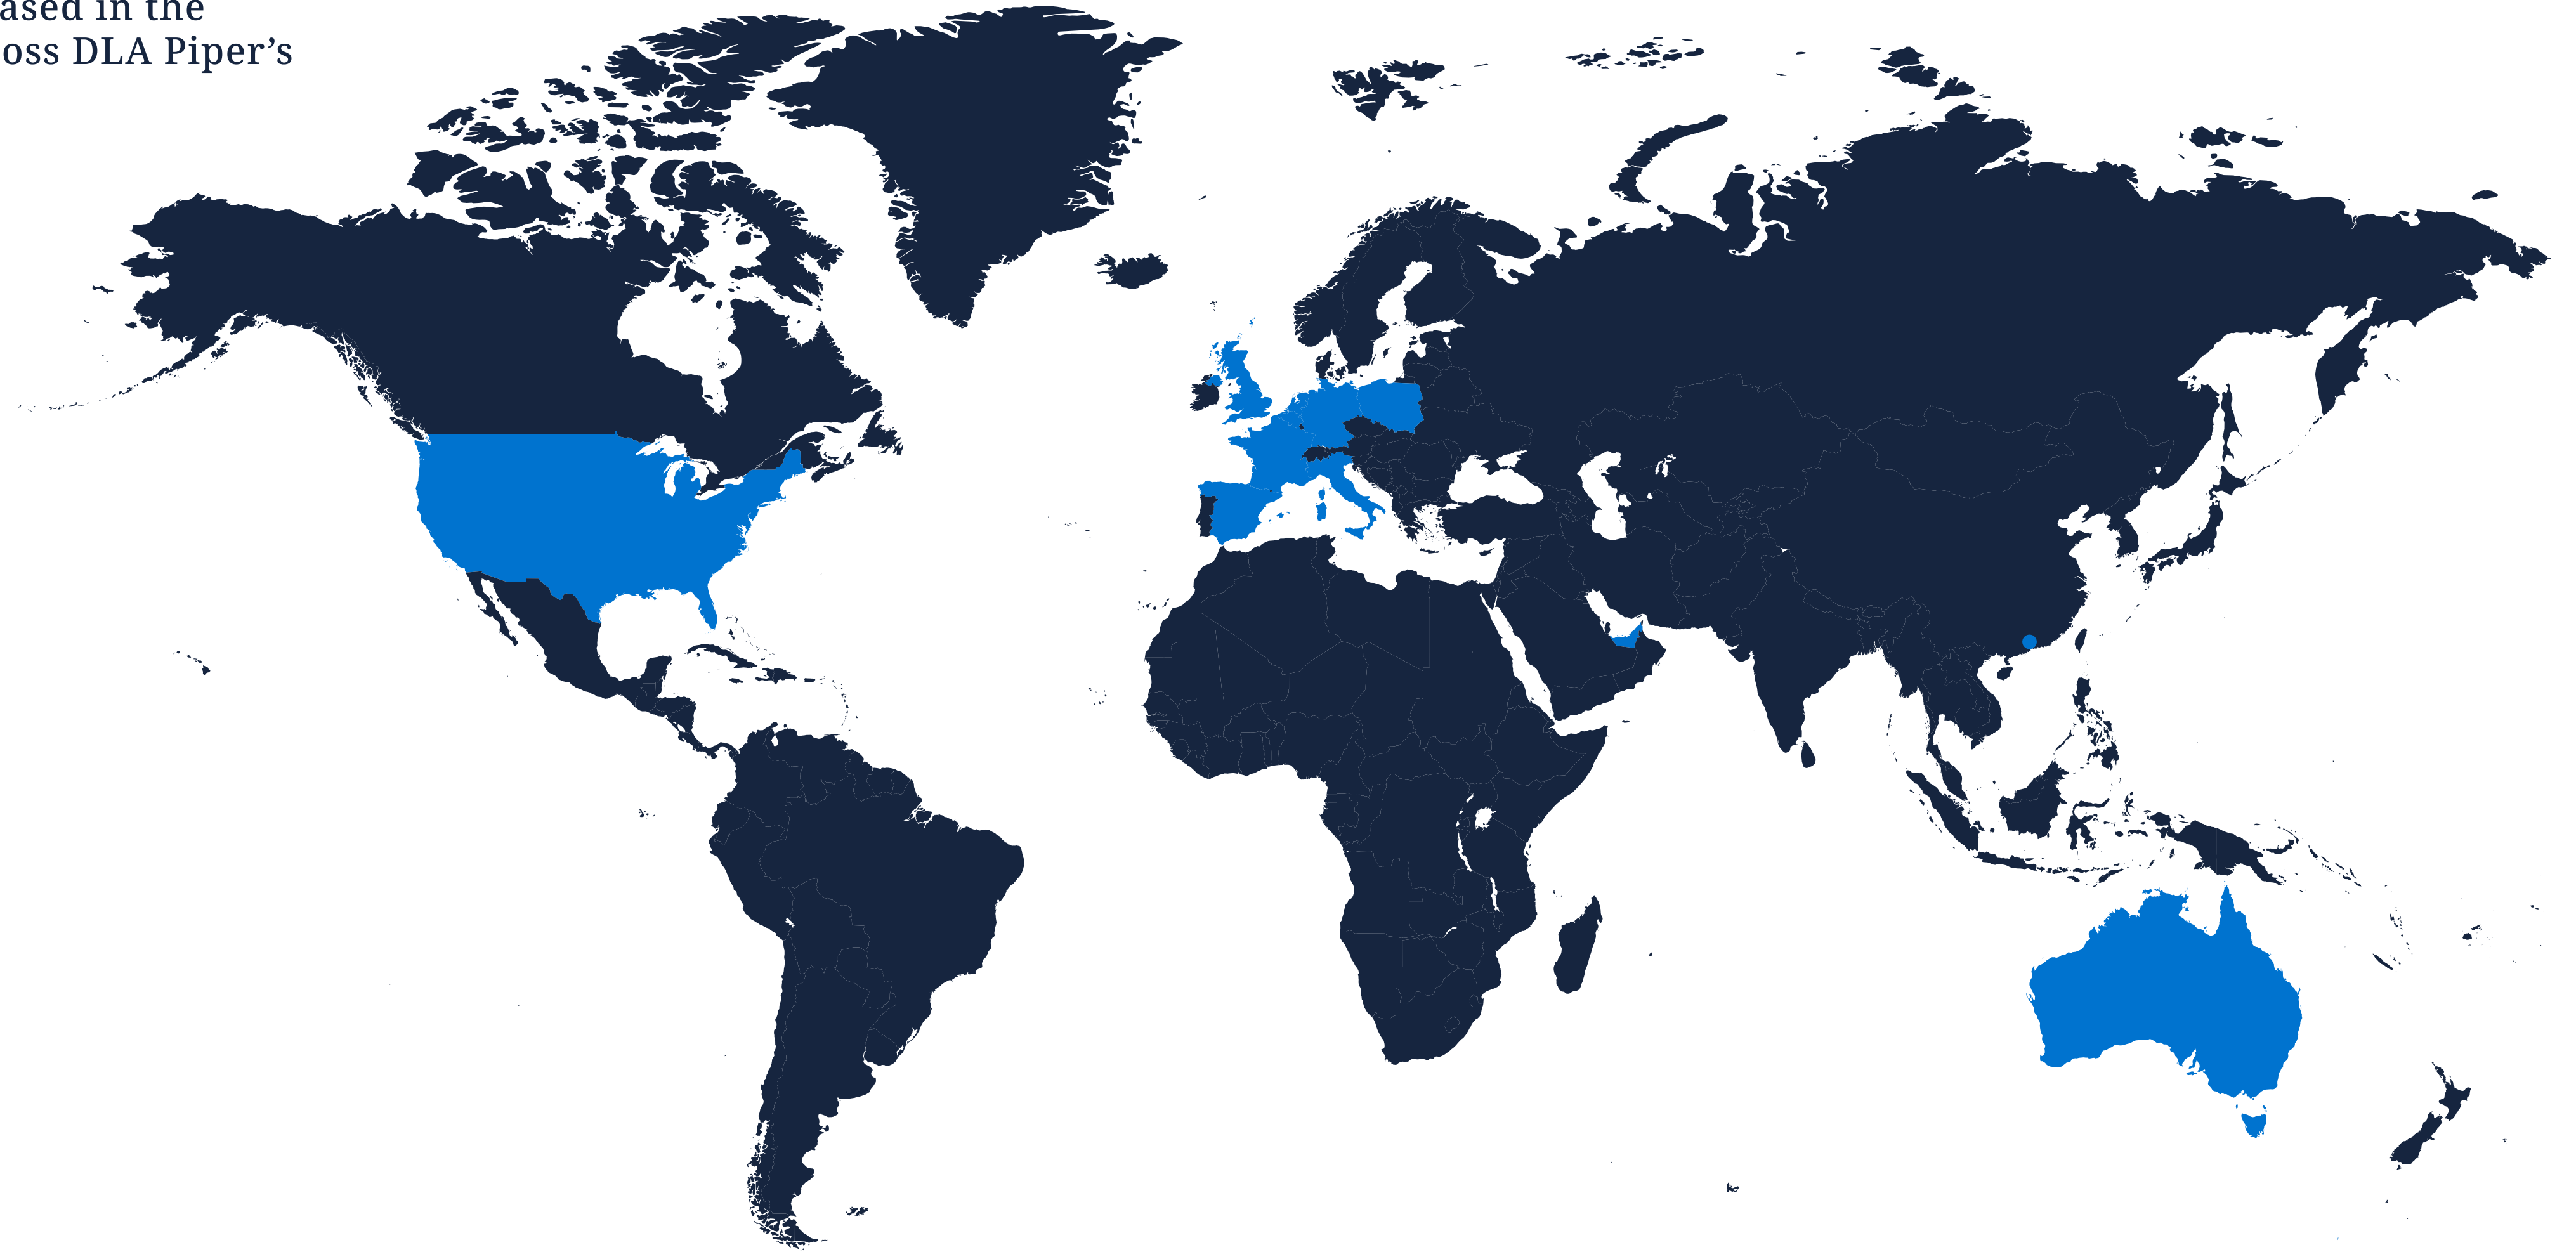 ased in the
oss DLA Piper’s